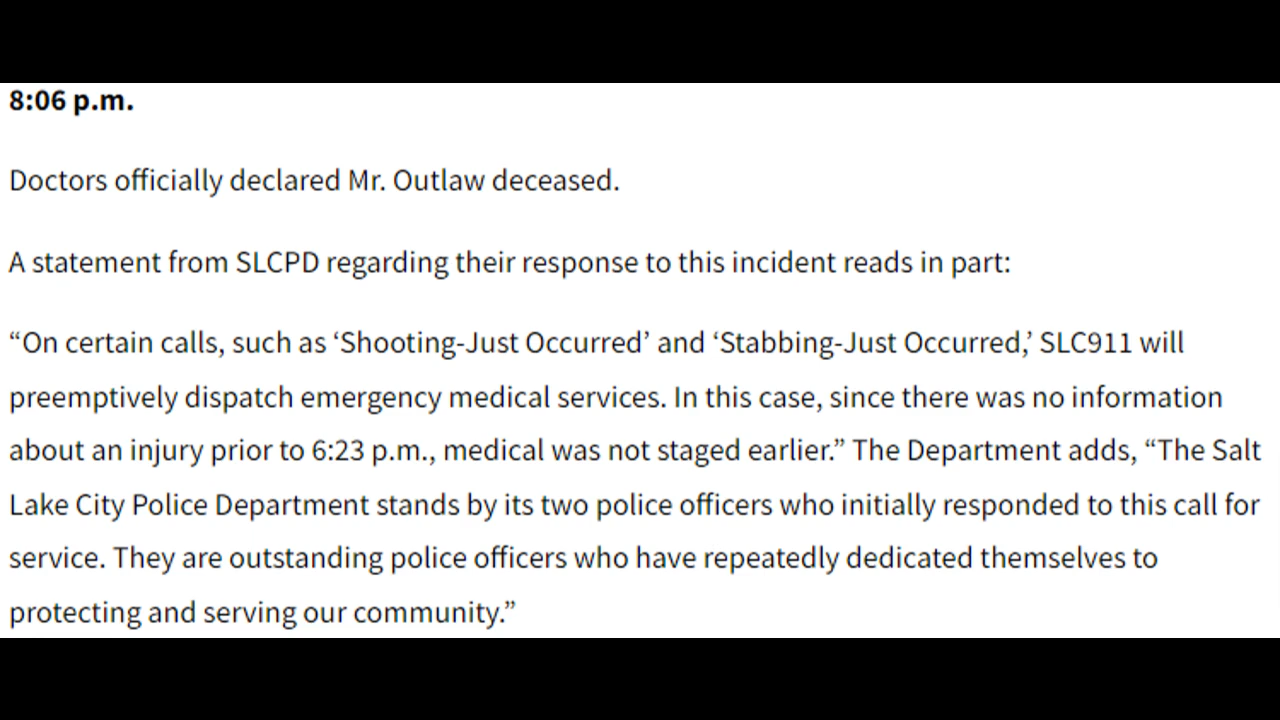 8:06 p.m.
Doctors officially declared Mr. Outlaw deceased.
A statement from SLCPD regarding their response to this incident reads in part:
“On certain calls, such as ‘Shooting-Just Occurred’ and ‘Stabbing-Just Occurred,’ SLC911 will
preemptively dispatch emergency medical services. In this case, since there was no information
about an injury prior to 6:23 p.m., medical was not staged earlier.” The Department adds, “The Salt
Lake City Police Department stands by its two police officers who initially responded to this call for
service. They are outstanding police officers who have repeatedly dedicated themselves to
protecting and serving our community.”